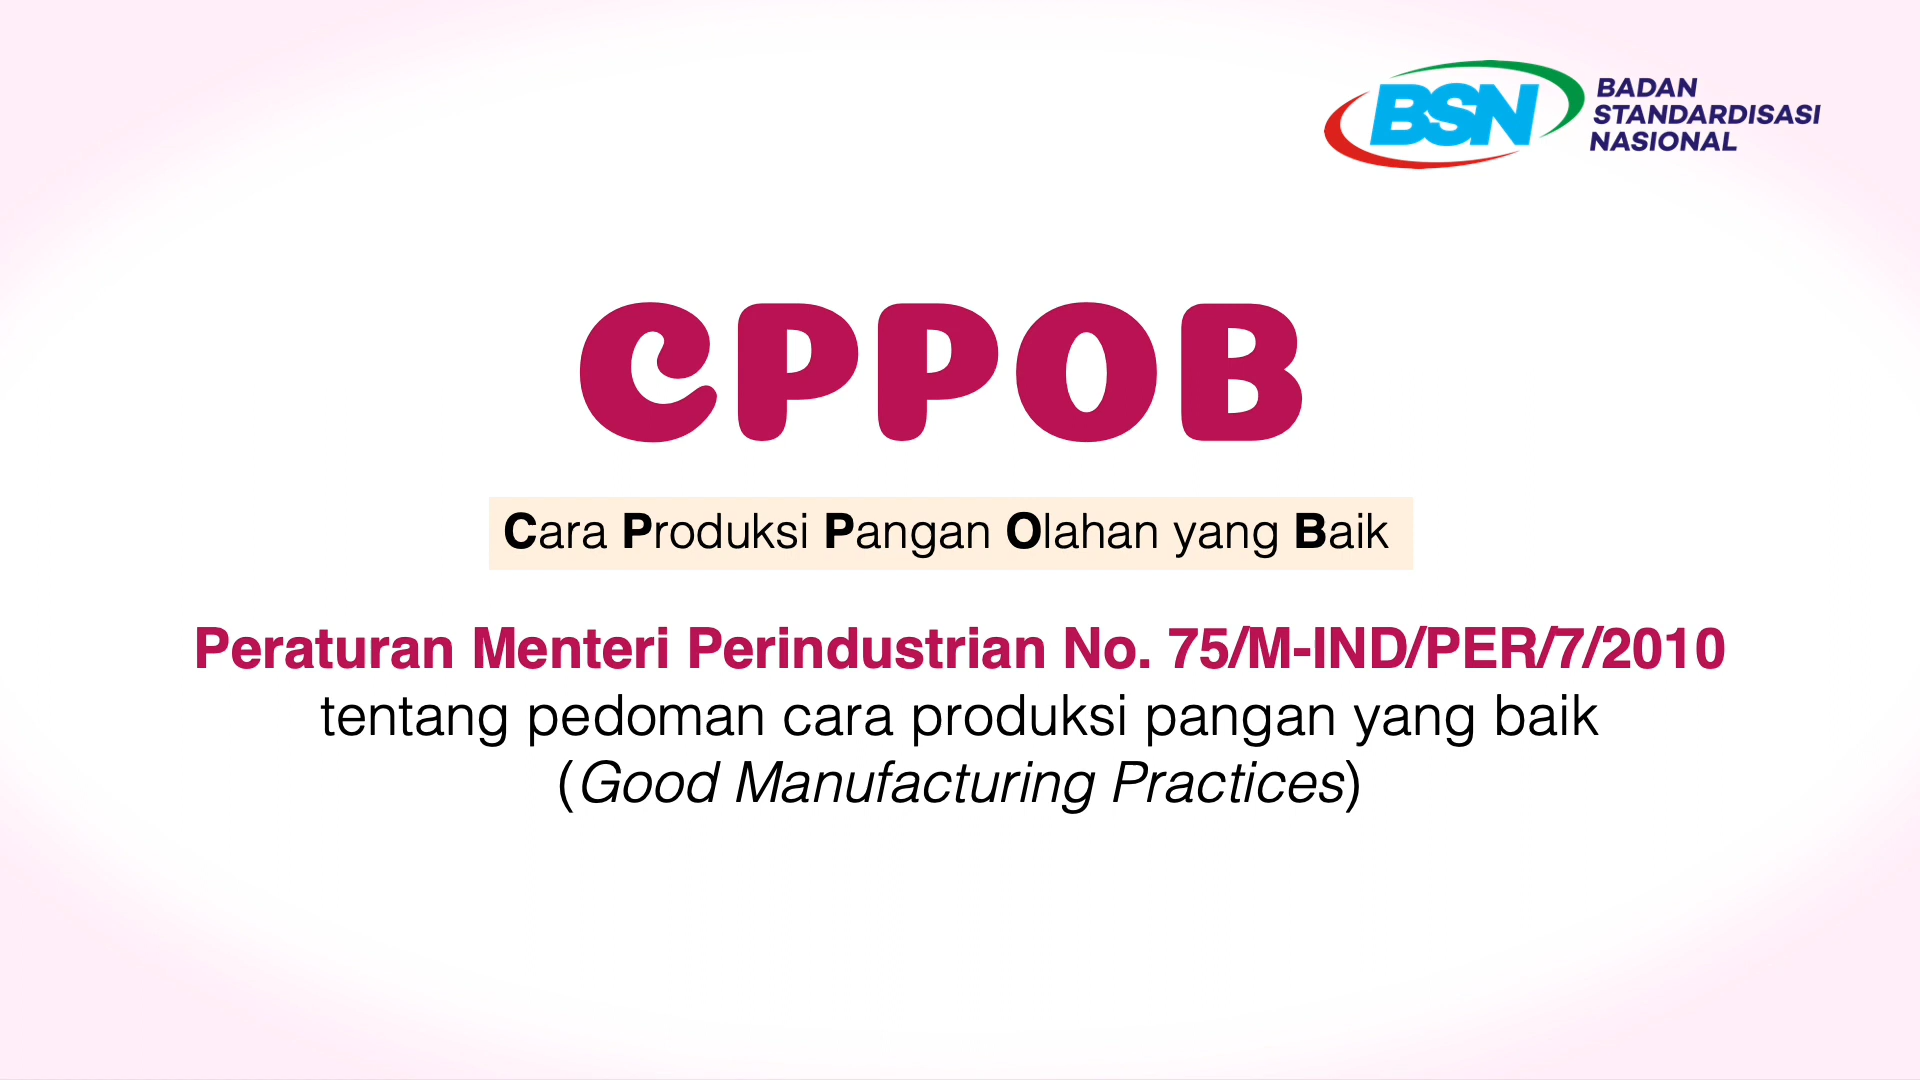 BSN
BADAN
STANDARDISASI
NASIONAL
CPPOB
Cara Produksi Pangan Olahan yang Baik
Peraturan Menteri Perindustrian No. 75/M-IND/PER/7/2010
tentang pedoman cara produksi pangan yang baik
(Good Manufacturing Practices)